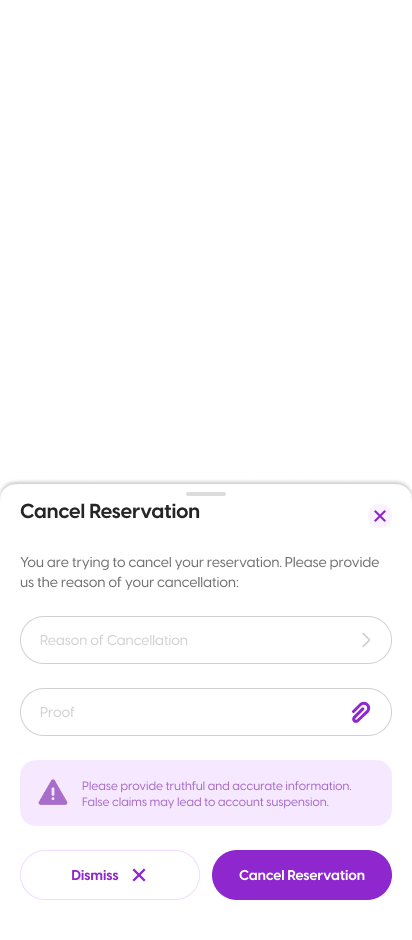 Cancel Reservation
You are trying to cancel your reservation. Please provide
us the reason of your cancellation:
Reason of Cancellation
Proof
Please provide truthful and accurate information.
False claims may lead to account suspension.
Dismiss
Cancel Reservation